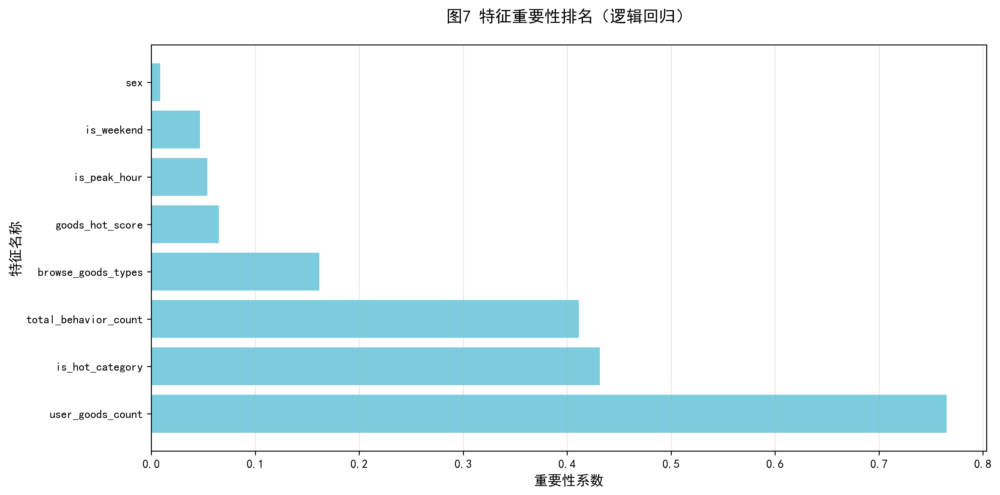 图7 特征重要性排名（逻辑回归）
特征名称
sex
is_weekend
is_peak_hour
goods_hot_score
browse_goods_types
total_behavior_count
is_hot_category
user_goods_count
0.0 0.1 0.2 0.3 0.4 0.5 0.6 0.7 0.8
重要性系数